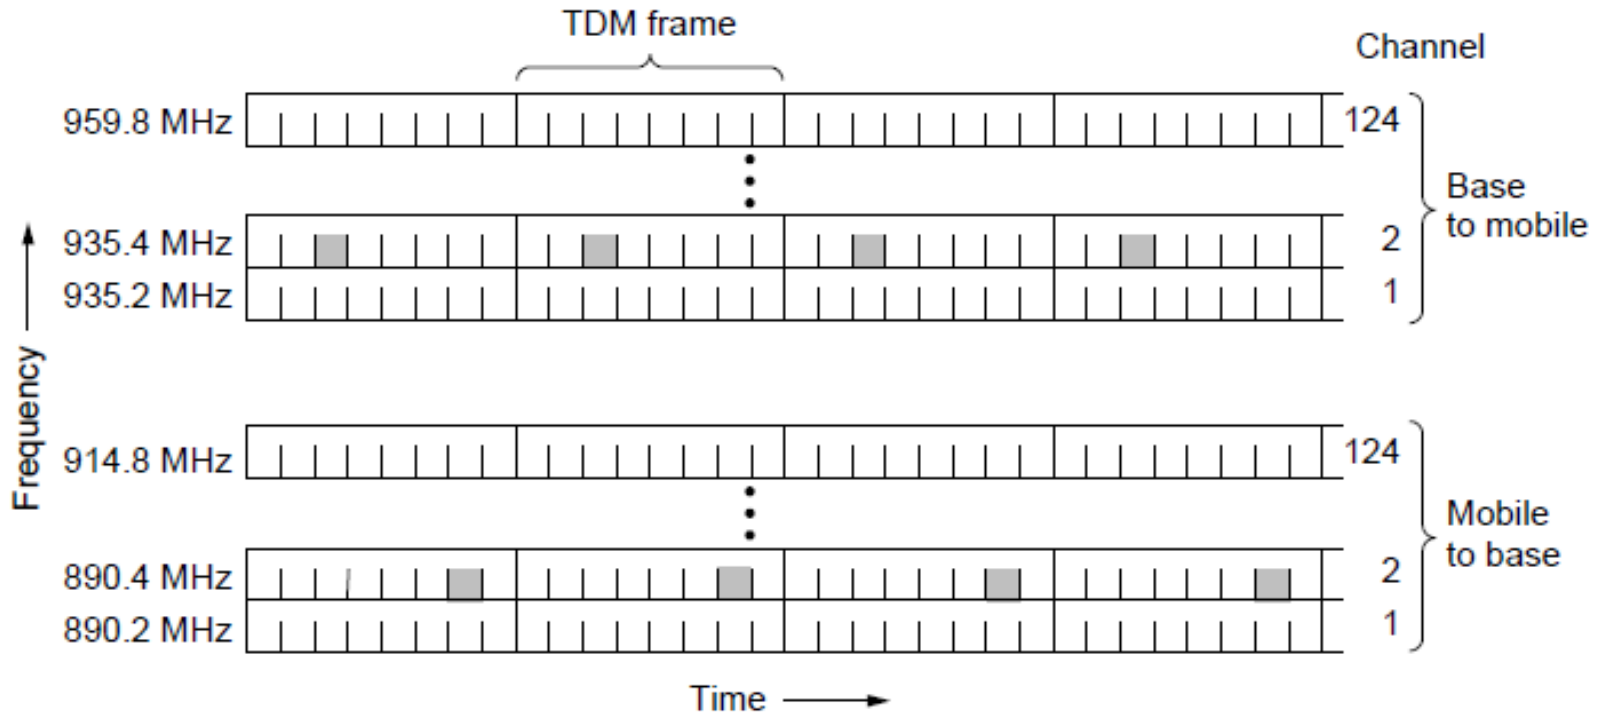 TDM frame
Channel
959.8 MHz
124
935.4 MHz
2
935.2 MHz
1
Base
to mobile
Frequency
914.8 MHz
124
890.4 MHz
2
890.2 MHz
1
Mobile
to base
Time